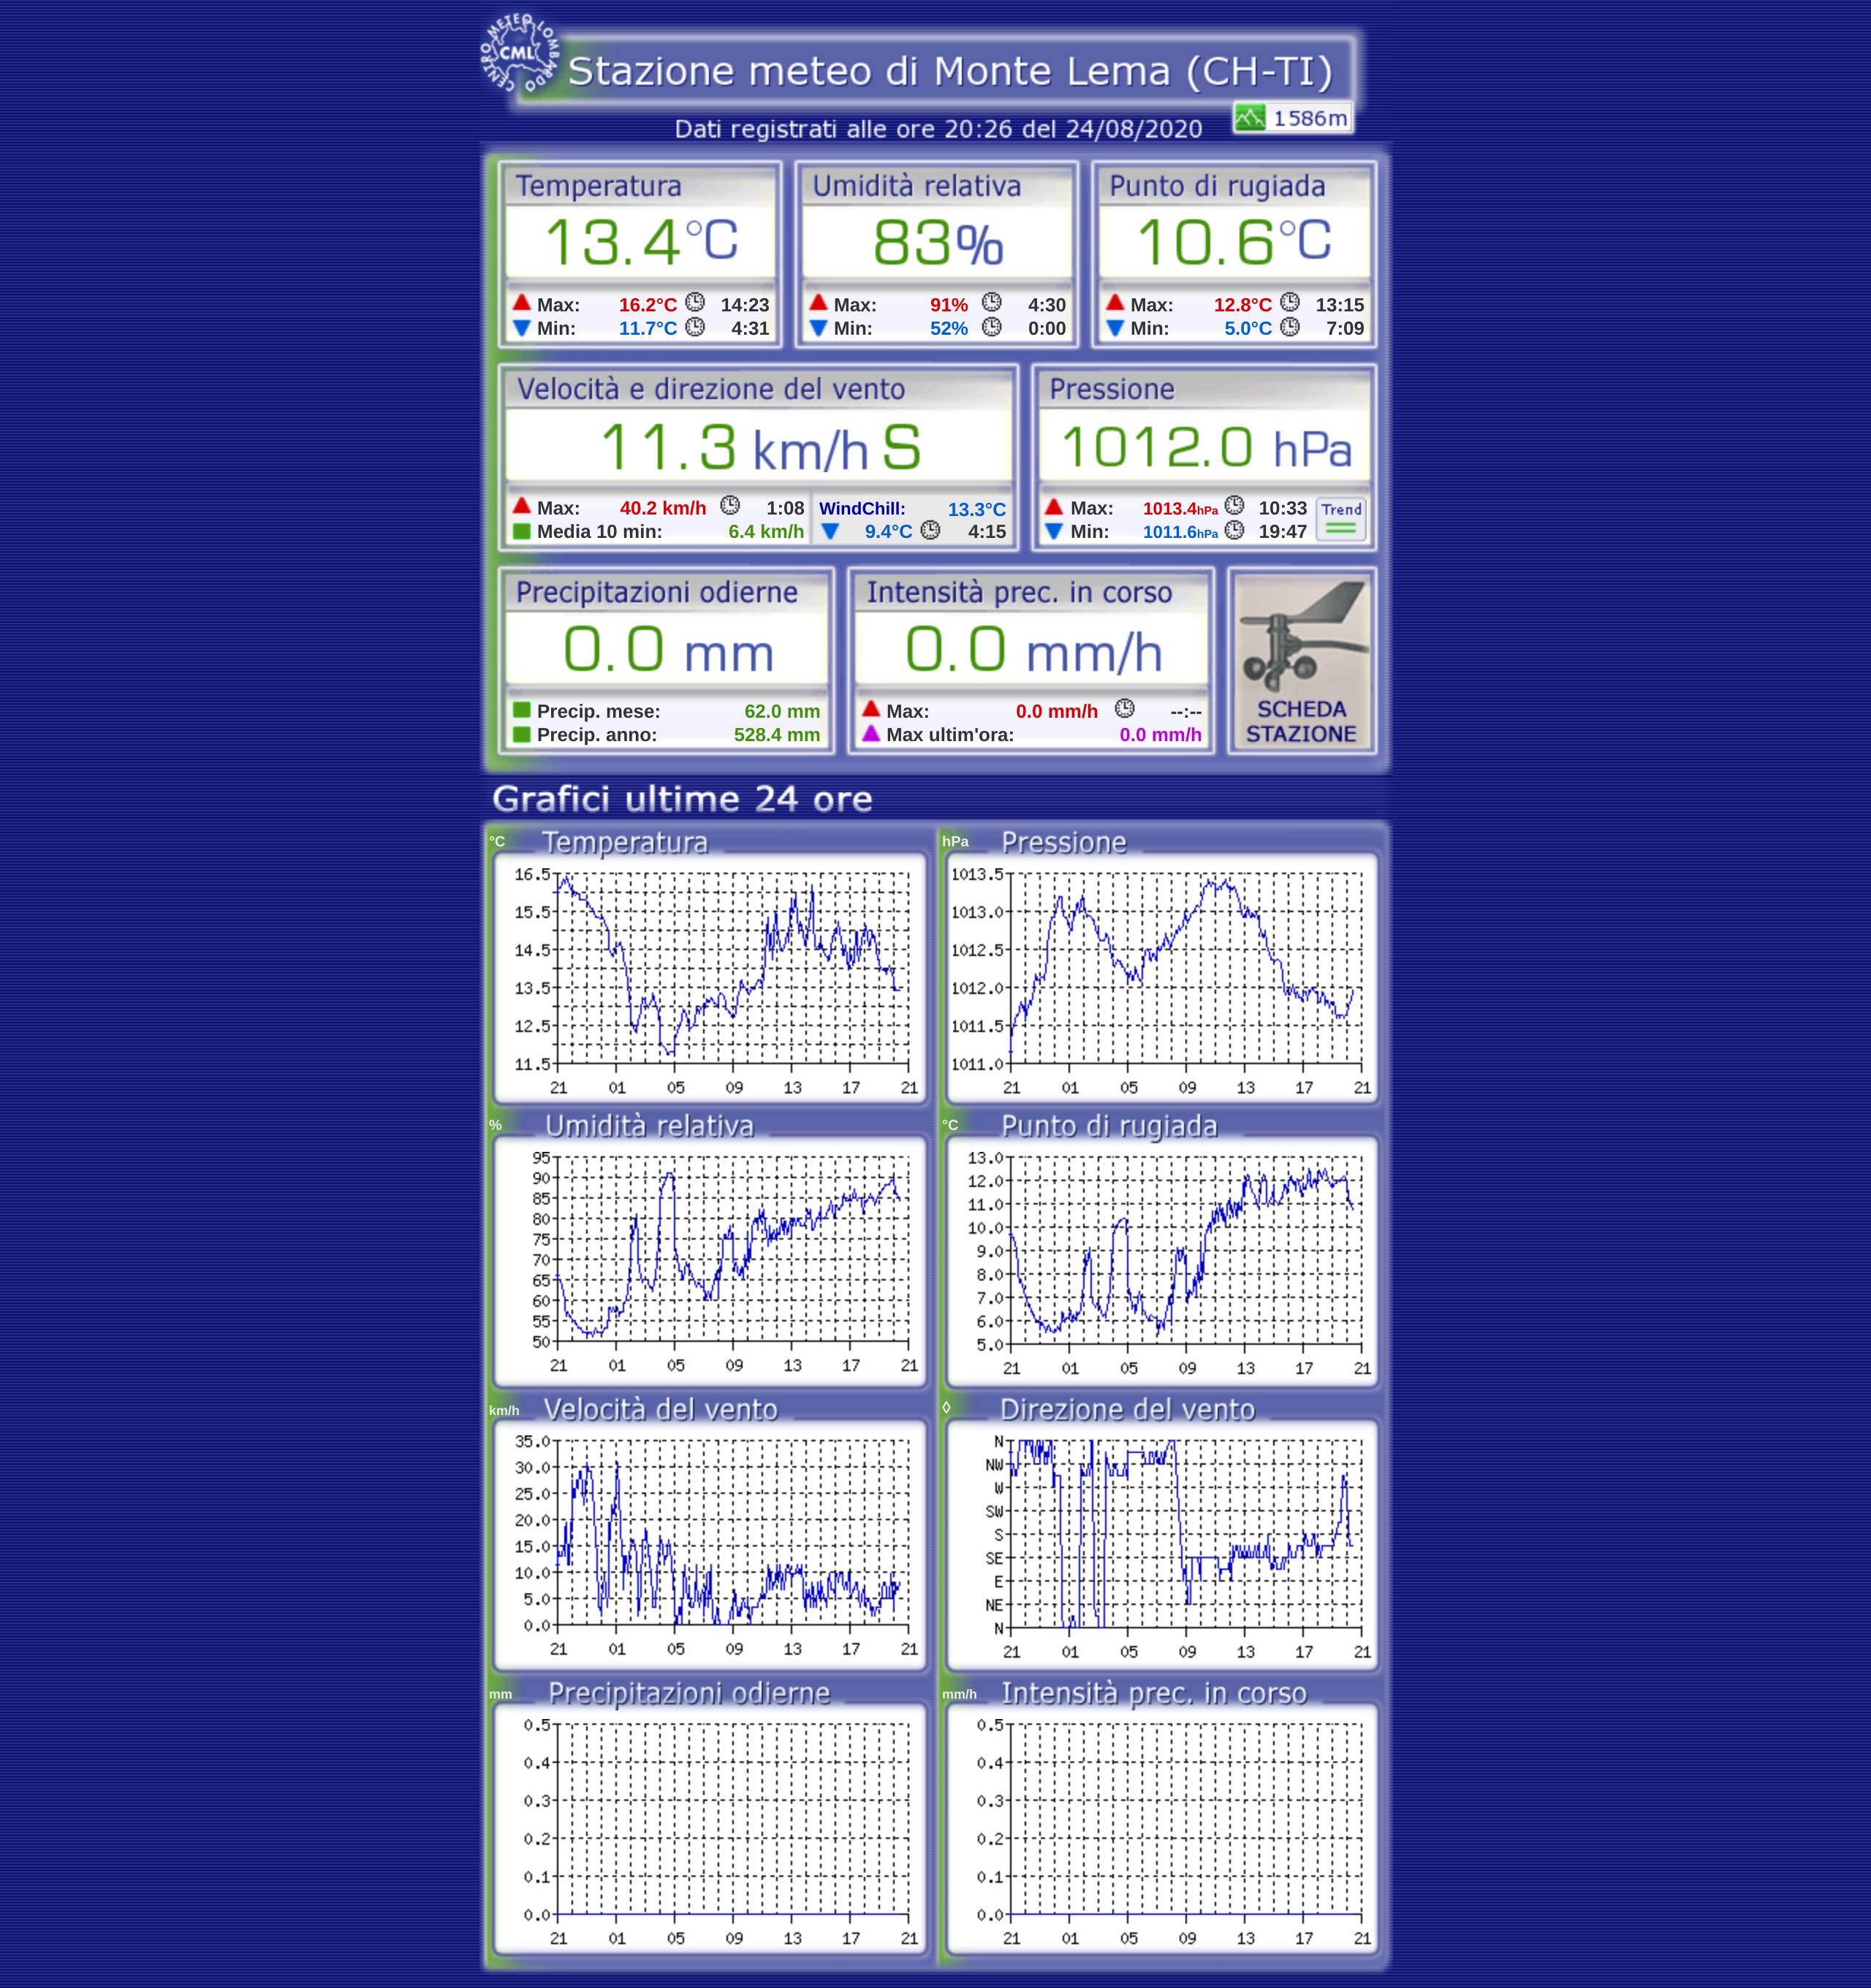 CENTRO METEO LOMBARDO
CML
Stazione meteo di Monte Lema (CH-TI)
1586m
Dati registrati alle ore 20:26 del 24/08/2020
Temperatura
13.4°C
Max: 16.2°C 14:23
Min: 11.7°C 4:31
Umidità relativa
83%
Max: 91% 4:30
Min: 52% 0:00
Punto di rugiada
10.6°C
Max: 12.8°C 13:15
Min: 5.0°C 7:09
Velocità e direzione del vento
11.3 km/h S
Max: 40.2 km/h 1:08
Media 10 min: 6.4 km/h
WindChill: 13.3°C
9.4°C 4:15
Pressione
1012.0 hPa
Max: 1013.4hPa 10:33
Min: 1011.6hPa 19:47
Trend
Precipitazioni odierne
0.0 mm
Precip. mese: 62.0 mm
Precip. anno: 528.4 mm
Intensità prec. in corso
0.0 mm/h
Max: 0.0 mm/h --:--
Max ultim'ora: 0.0 mm/h
SCHEDA
STAZIONE
Grafici ultime 24 ore
°C Temperatura
16.5
15.5
14.5
13.5
12.5
11.5
21 01 05 09 13 17 21
hPa Pressione
1013.5
1013.0
1012.5
1012.0
1011.5
1011.0
21 01 05 09 13 17 21
% Umidità relativa
95
90
85
80
75
70
65
60
55
50
21 01 05 09 13 17 21
°C Punto di rugiada
13.0
12.0
11.0
10.0
9.0
8.0
7.0
6.0
5.0
21 01 05 09 13 17 21
km/h Velocità del vento
35.0
30.0
25.0
20.0
15.0
10.0
5.0
0.0
21 01 05 09 13 17 21
◊ Direzione del vento
N
NW
W
SW
S
SE
E
NE
N
21 01 05 09 13 17 21
mm Precipitazioni odierne
0.5
0.4
0.3
0.2
0.1
0.0
21 01 05 09 13 17 21
mm/h Intensità prec. in corso
0.5
0.4
0.3
0.2
0.1
0.0
21 01 05 09 13 17 21